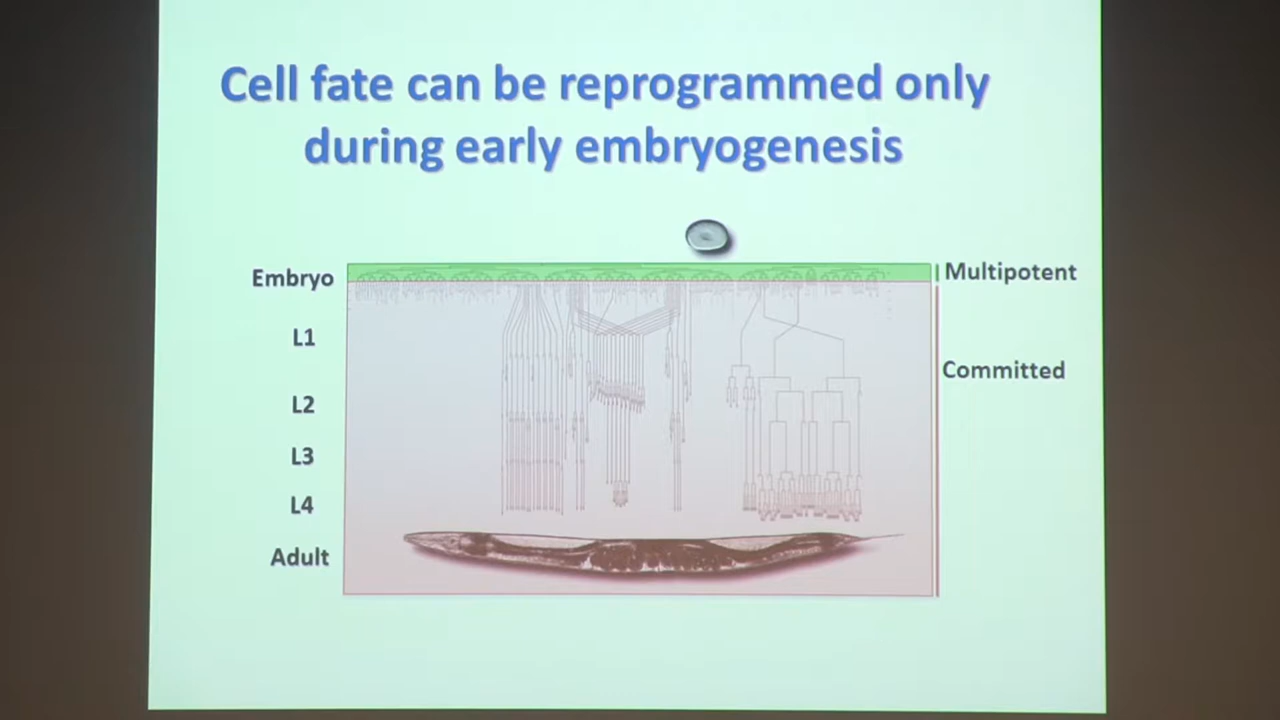 Cell fate can be reprogrammed only
during early embryogenesis
Embryo
Multipotent
L1
Committed
L2
L3
L4
Adult